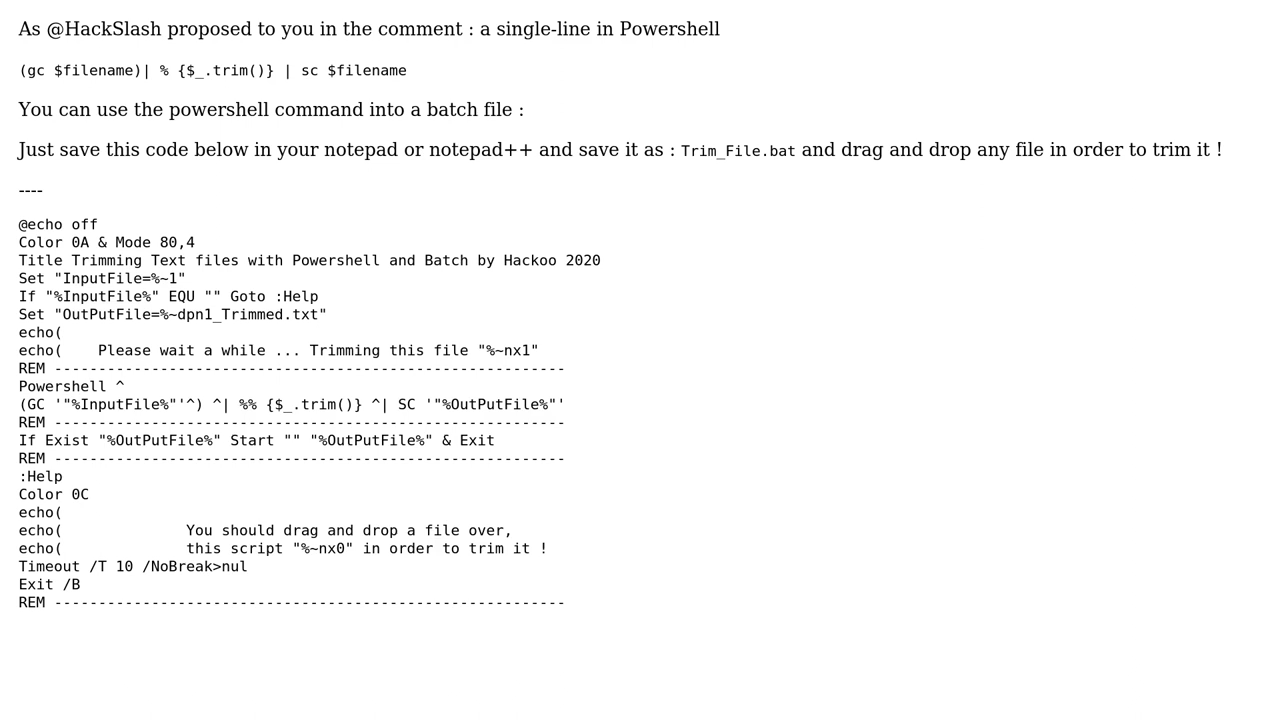 As @HackSlash proposed to you in the comment : a single-line in Powershell
(gc $filename)| % {$_.trim()} | sc $filename
You can use the powershell command into a batch file :
Just save this code below in your notepad or notepad++ and save it as : Trim_File.bat and drag and drop any file in order to trim it !
----
@echo off
Color 0A & Mode 80,4
Title Trimming Text files with Powershell and Batch by Hackoo 2020
Set "InputFile=%~1"
If "%InputFile%" EQU "" Goto :Help
Set "OutPutFile=%~dpn1_Trimmed.txt"
echo(
echo(    Please wait a while ... Trimming this file "%~nx1"
REM ----------------------------------------------------------
Powershell ^
(GC '"%InputFile%"'^) ^| %% {$_.trim()} ^| SC '"%OutPutFile%"'
REM ----------------------------------------------------------
If Exist "%OutPutFile%" Start "" "%OutPutFile%" & Exit
REM ----------------------------------------------------------
:Help
Color 0C
echo(
echo(              You should drag and drop a file over,
echo(              this script "%~nx0" in order to trim it !
Timeout /T 10 /NoBreak>nul
Exit /B
REM ----------------------------------------------------------